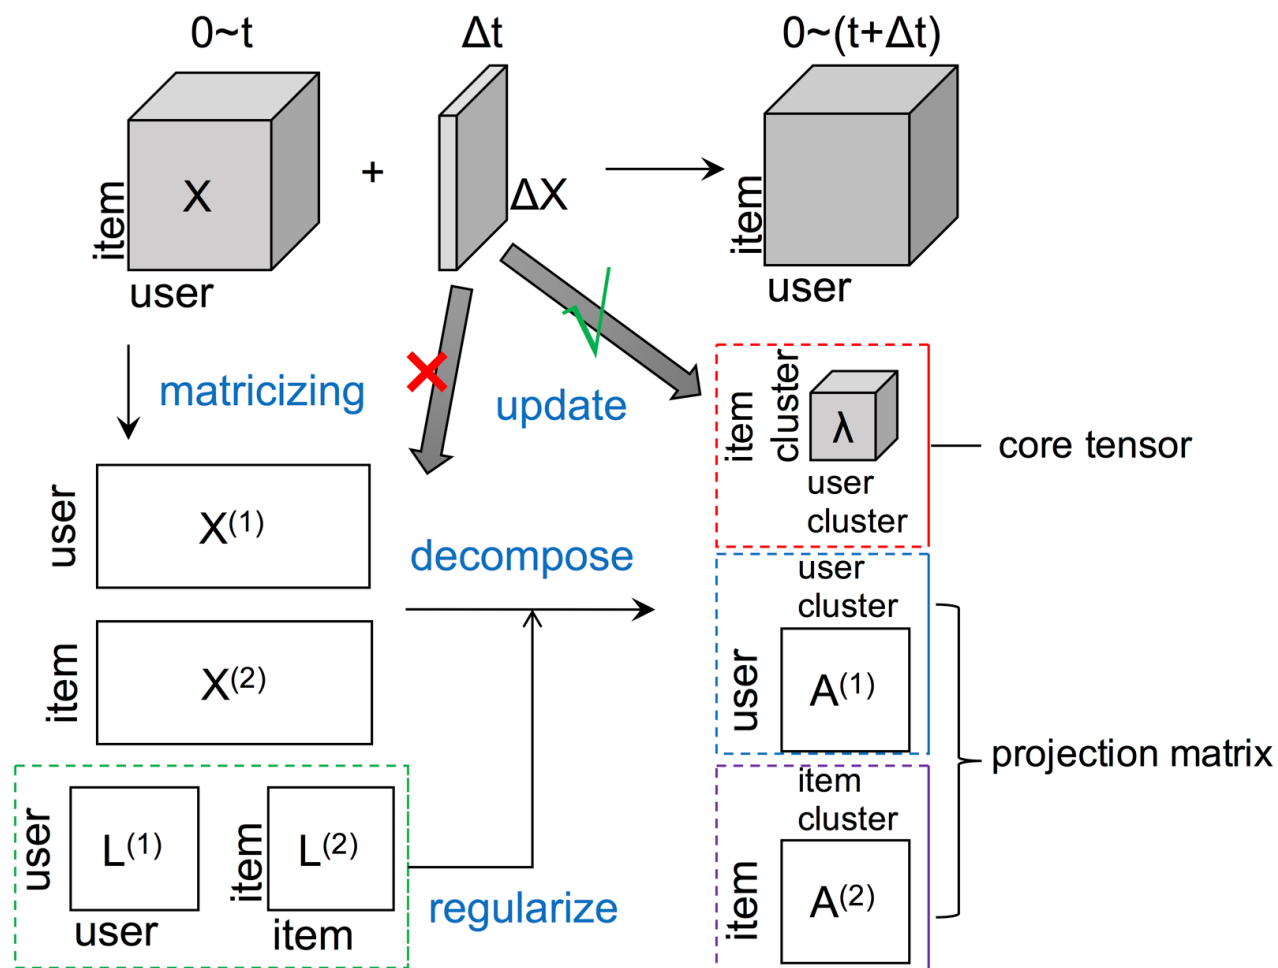 0~t
Δt
0~(t+Δt)
item
X
+
ΔX
item
user
user
matricizing
update
item
cluster
λ
user
cluster
core tensor
user
X(1)
decompose
item
X(2)
user
cluster
user
A(1)
projection matrix
user
L(1)
user
item
L(2)
item
regularize
item
cluster
item
A(2)